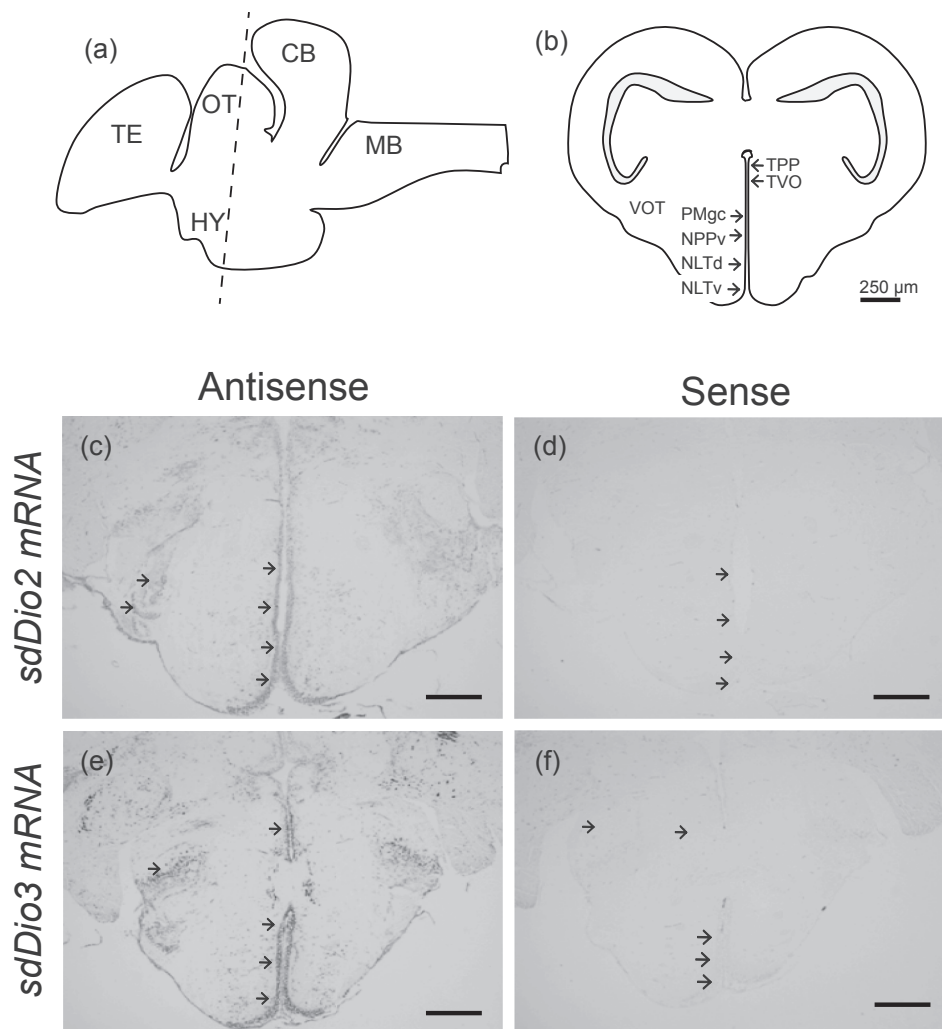 (a)
CB
OT
TE
MB
HY
(b)
TPP
TVO
VOT
PMgc
NPPv
NLTd
NLTv
250 µm
Antisense
Sense
sdDio2 mRNA
(c)
(d)
sdDio3 mRNA
(e)
(f)